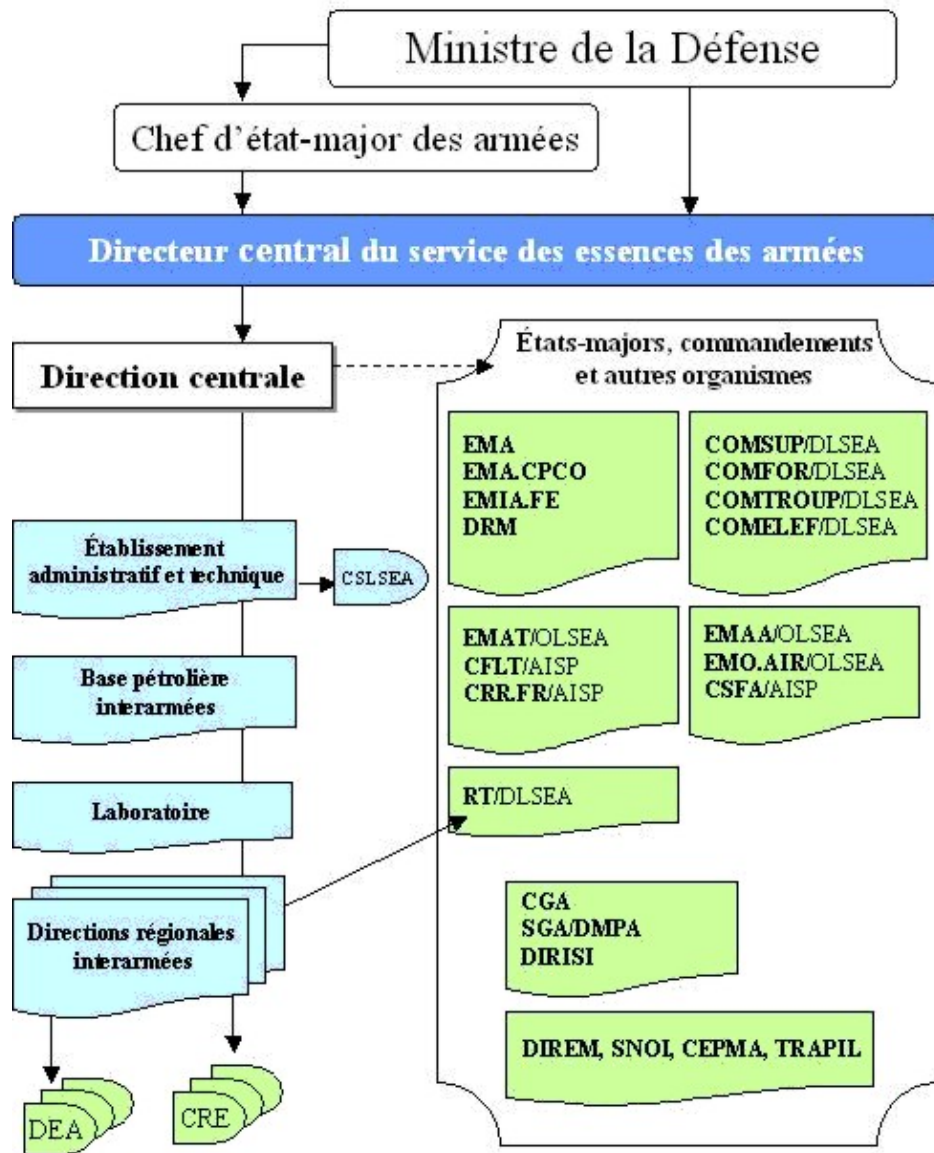 Ministre de la Défense
Chef d'état-major des armées
Directeur central du service des essences des armées
Direction centrale
États-majors, commandements
et autres organismes
EMA
EMA.CPCO
EMIA.FE
DRM
COMSUP/DLSEA
COMFOR/DLSEA
COMTROUP/DLSEA
COMELEF/DLSEA
Établissement
administratif et technique
CSLSEA
EMAT/OLSEA
CFLT/AISP
CRR.FR/AISP
EMAA/OLSEA
EMO.AIR/OLSEA
CSFA/AISP
Base pétrolière
interarmées
Laboratoire
RT/DLSEA
Directions régionales
interarmées
CGA
SGA/DMPA
DIRISI
DIREM, SNOI, CEPMA, TRAPIL
DEA
CRE